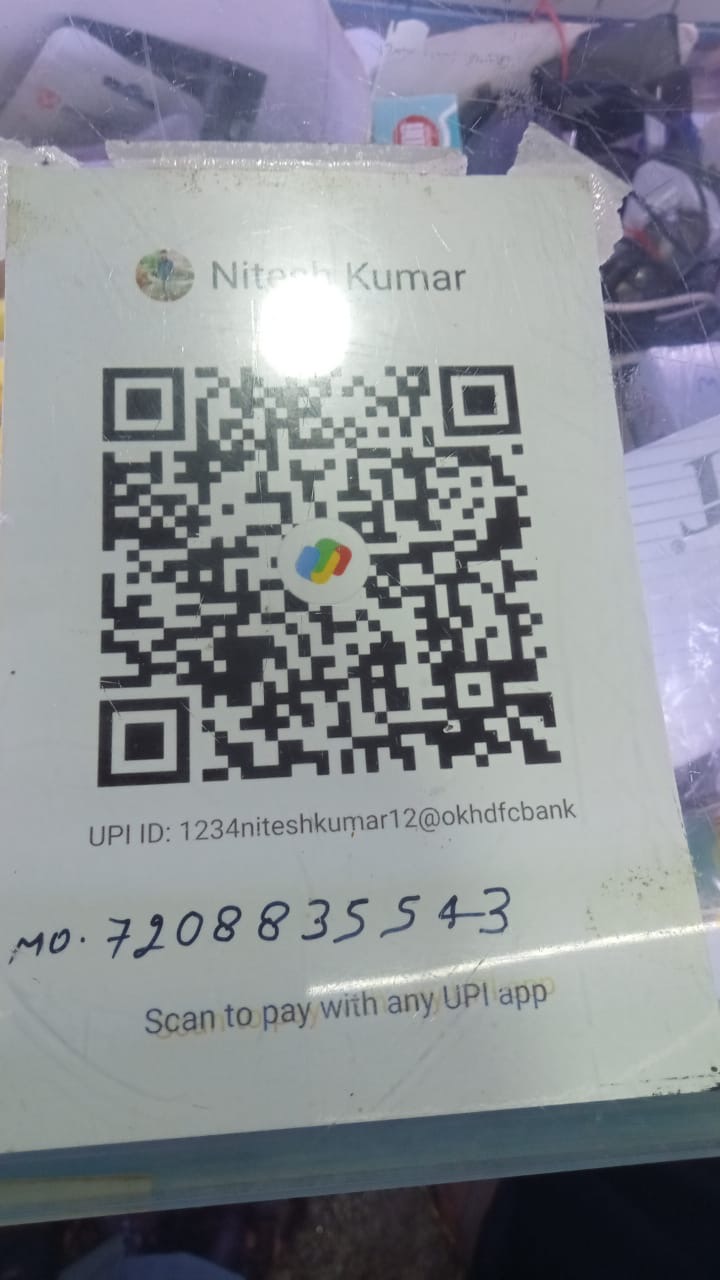 Nitesh Kumar
UPI ID: 1234niteshkumar12@okhdfcbank
MO. 7208835543
Scan to pay with any UPI app